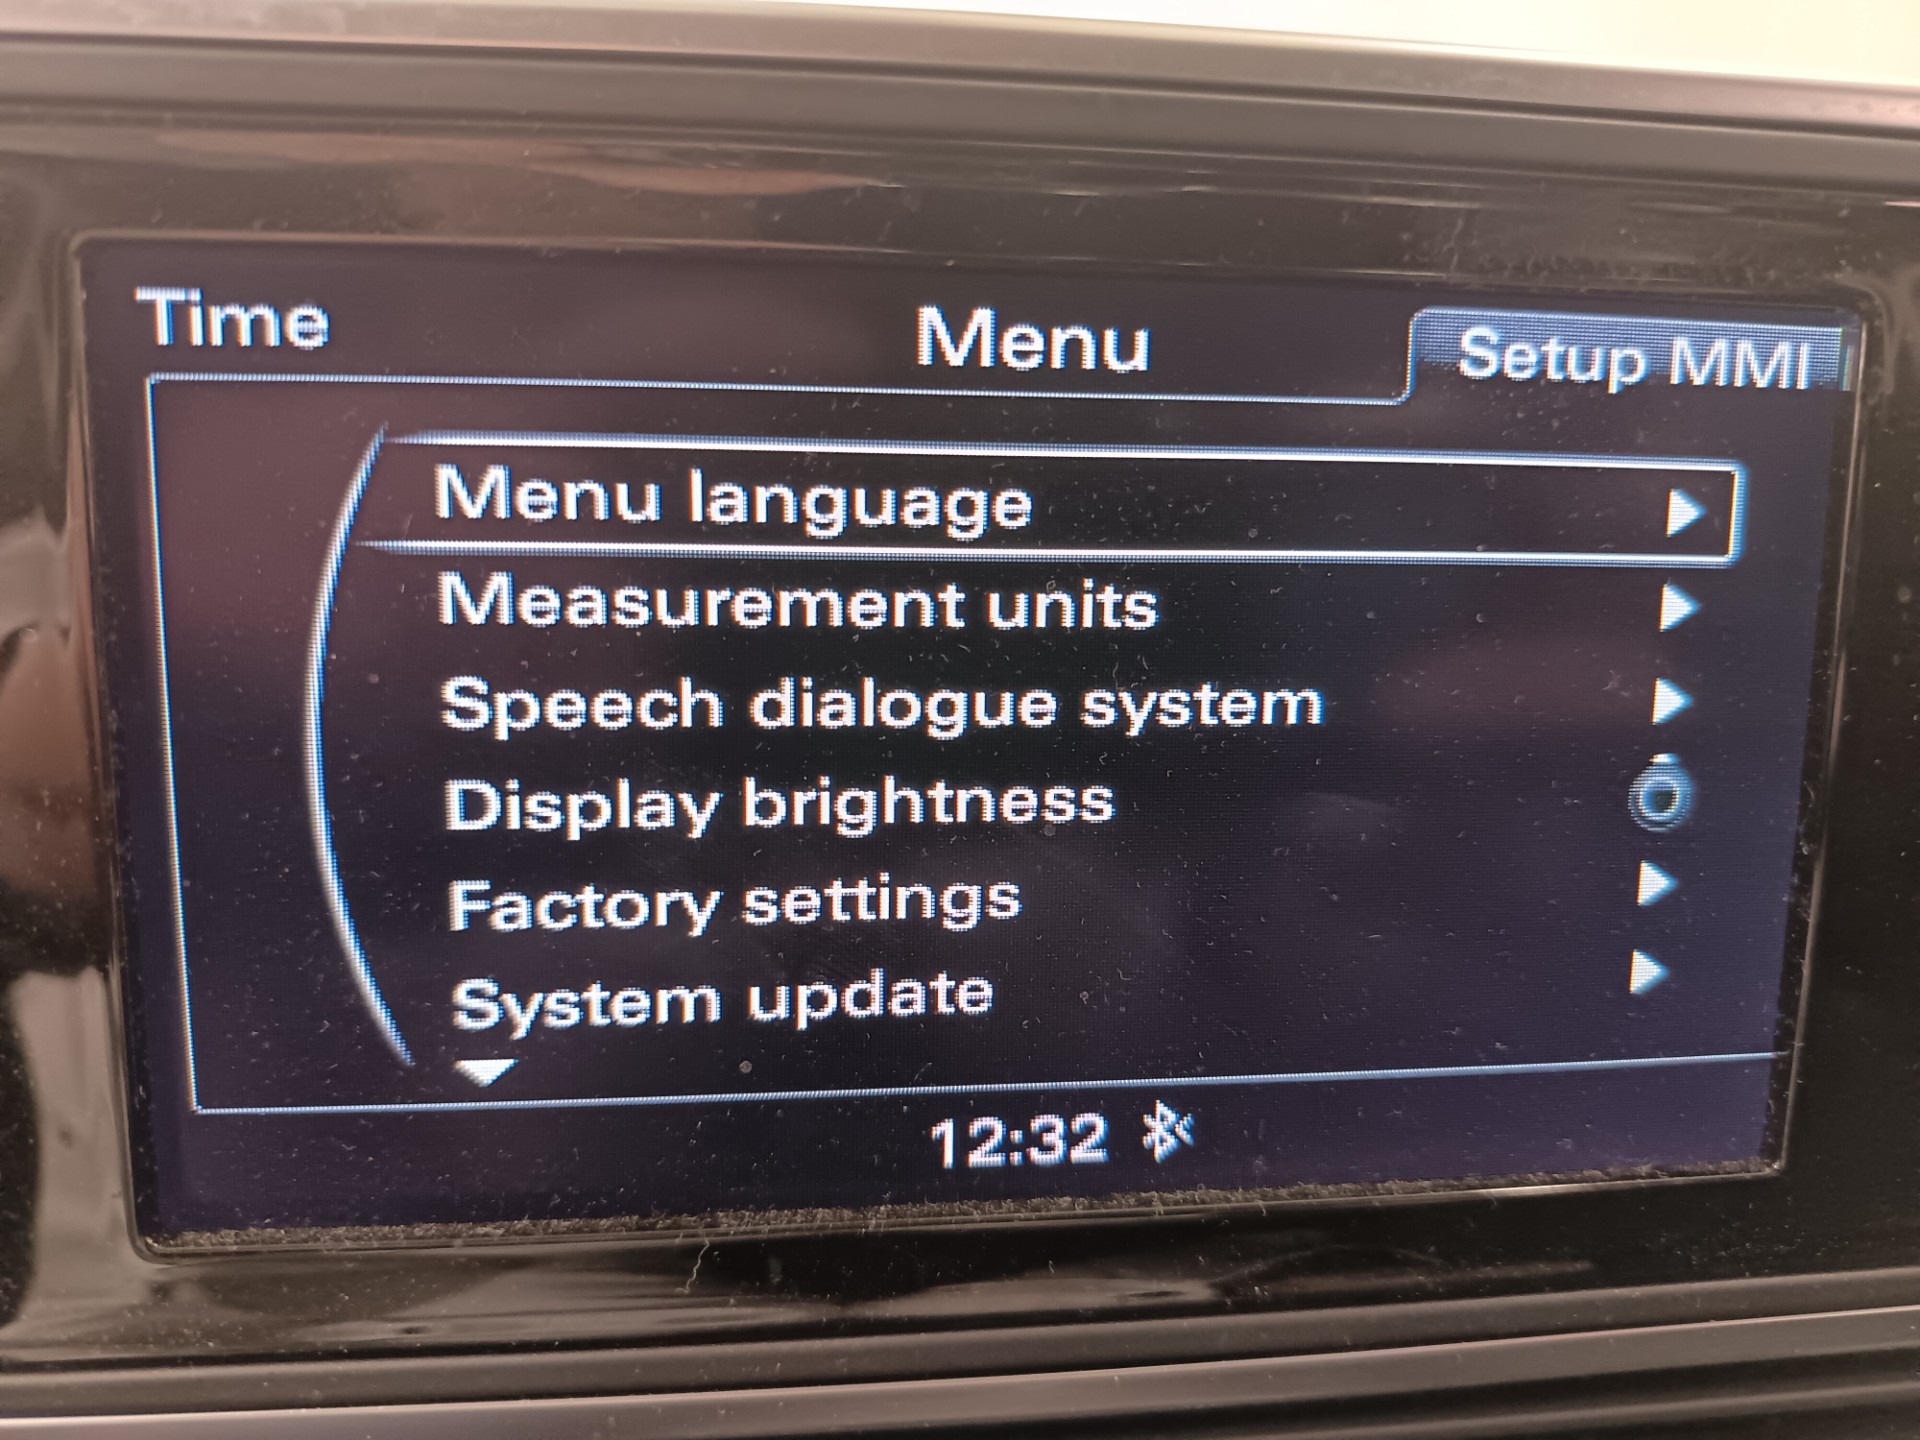 Time Menu Setup MMI
Menu language
Measurement units
Speech dialogue system
Display brightness
Factory settings
System update
12:32